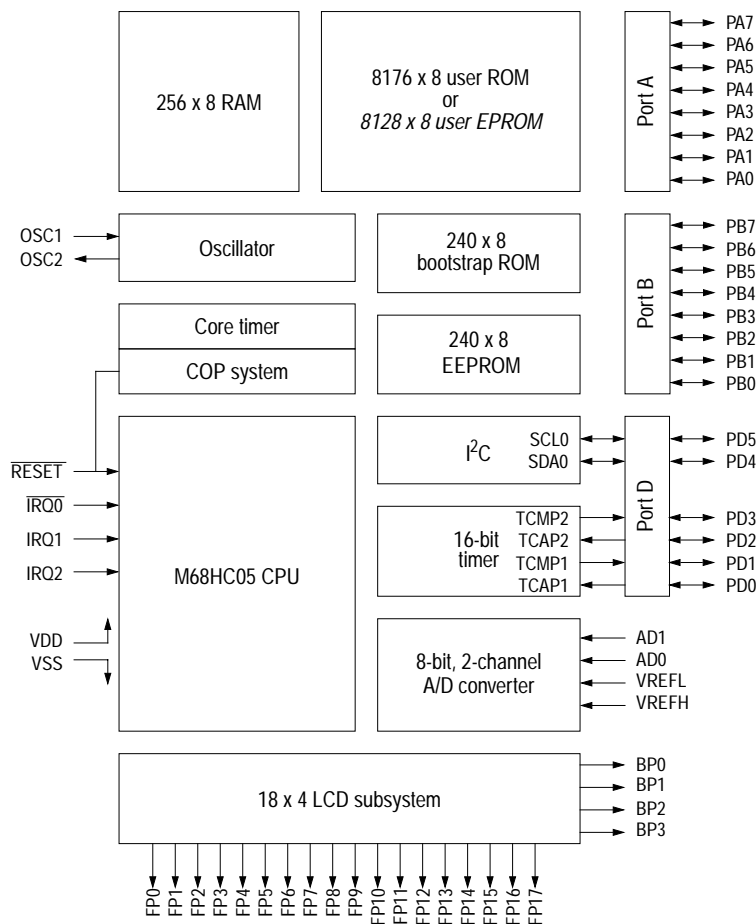 256 x 8 RAM
8176 x 8 user ROM
or
8128 x 8 user EPROM
Port A
PA7
PA6
PA5
PA4
PA3
PA2
PA1
PA0
OSC1
OSC2
Oscillator
240 x 8
bootstrap ROM
Port B
PB7
PB6
PB5
PB4
PB3
PB2
PB1
PB0
Core timer
COP system
240 x 8
EEPROM
RESET
IRQ0
IRQ1
IRQ2
VDD
VSS
M68HC05 CPU
I²C
SCL0
SDA0
16-bit
timer
TCMP2
TCAP2
TCMP1
TCAP1
Port D
PD5
PD4
PD3
PD2
PD1
PD0
8-bit, 2-channel
A/D converter
AD1
AD0
VREFL
VREFH
18 x 4 LCD subsystem
BP0
BP1
BP2
BP3
FP0
FP1
FP2
FP3
FP4
FP5
FP6
FP7
FP8
FP9
FP10
FP11
FP12
FP13
FP14
FP15
FP16
FP17